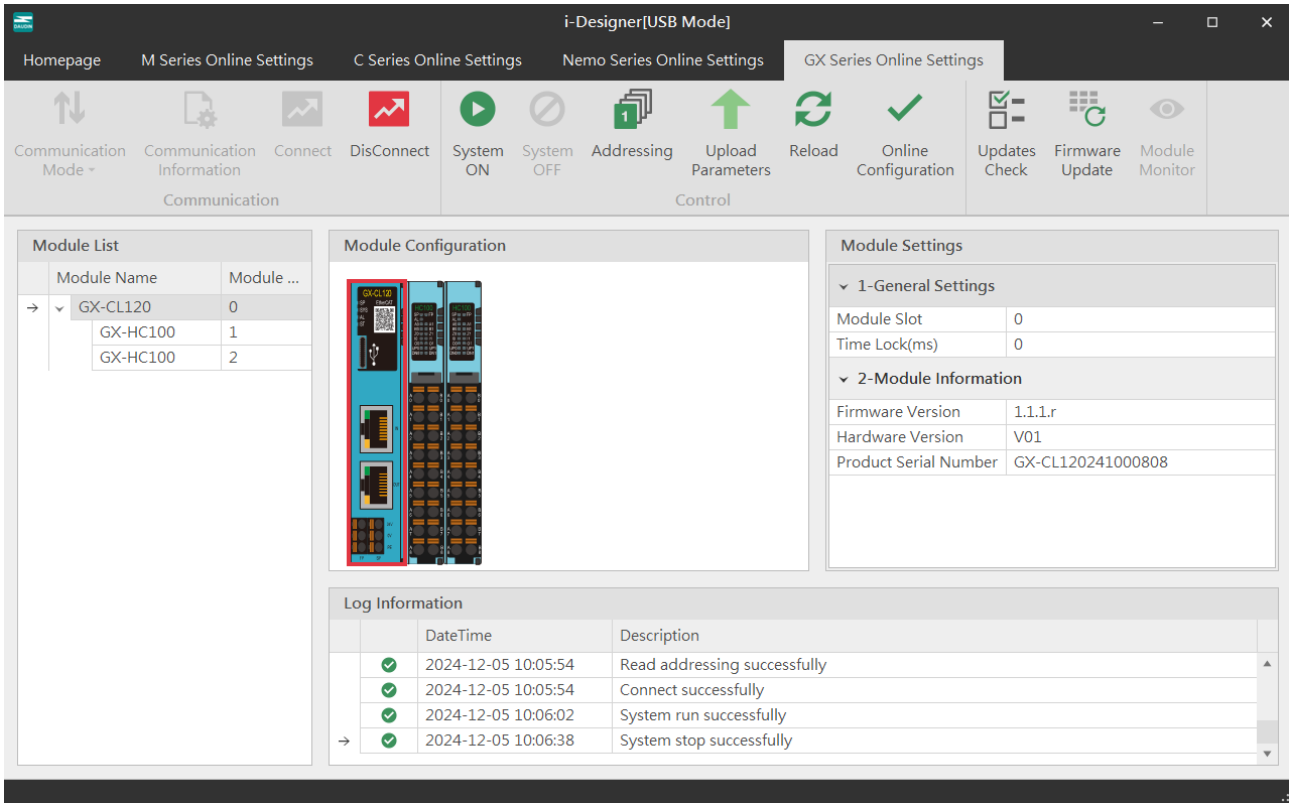 DAUDIN
i-Designer[USB Mode]
Homepage
M Series Online Settings
C Series Online Settings
Nemo Series Online Settings
GX Series Online Settings
Communication
Mode
Communication
Information
Connect
DisConnect
System
ON
System
OFF
1
Addressing
Upload
Parameters
Reload
Online
Configuration
Updates
Check
Firmware
Update
Module
Monitor
Communication
Control
Module List
Module Name
Module ...
GX-CL120
0
GX-HC100
1
GX-HC100
2
Module Configuration
GX-CL120
EtherCAT
HC100
HC100
Module Settings
1-General Settings
Module Slot
0
Time Lock(ms)
0
2-Module Information
Firmware Version
1.1.1.r
Hardware Version
V01
Product Serial Number
GX-CL120241000808
Log Information
DateTime
Description
2024-12-05 10:05:54
Read addressing successfully
2024-12-05 10:05:54
Connect successfully
2024-12-05 10:06:02
System run successfully
2024-12-05 10:06:38
System stop successfully